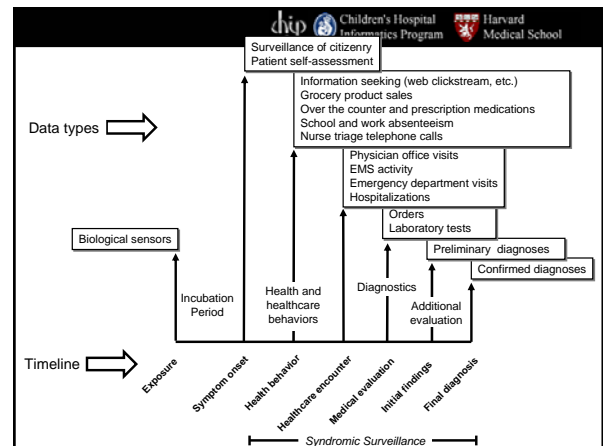 chip Children's Hospital Informatics Program
Harvard Medical School
Surveillance of citizenry
Patient self-assessment
Information seeking (web clickstream, etc.)
Grocery product sales
Over the counter and prescription medications
School and work absenteeism
Nurse triage telephone calls
Data types
Physician office visits
EMS activity
Emergency department visits
Hospitalizations
Orders
Laboratory tests
Biological sensors
Preliminary diagnoses
Confirmed diagnoses
Incubation
Period
Health and
healthcare
behaviors
Diagnostics
Additional
evaluation
Timeline
Exposure
Symptom onset
Health behavior
Healthcare encounter
Medical evaluation
Initial findings
Final diagnosis
Syndromic Surveillance